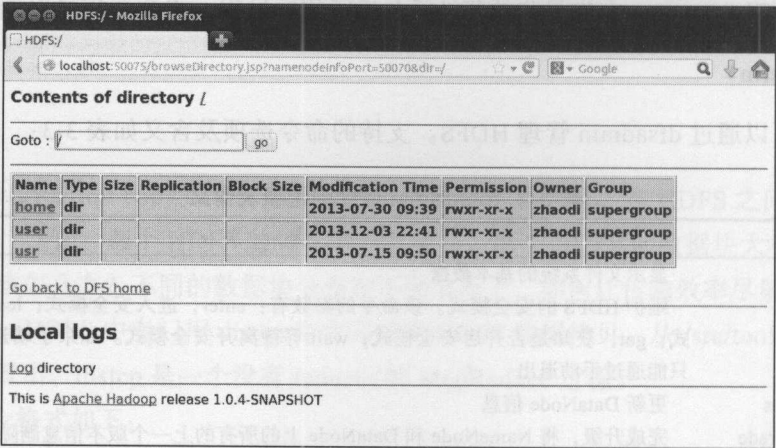 HDFS:/ - Mozilla Firefox
HDFS:/
localhost:50075/browseDirectory.jsp?namenodeInfoPort=50070&dir=/
Google
Contents of directory /
Goto : / go
Name Type Size Replication Block Size Modification Time Permission Owner Group
home dir 2013-07-30 09:39 rwxr-xr-x zhaodi supergroup
user dir 2013-12-03 22:41 rwxr-xr-x zhaodi supergroup
usr dir 2013-07-15 09:50 rwxr-xr-x zhaodi supergroup
Go back to DFS home
Local logs
Log directory
This is Apache Hadoop release 1.0.4-SNAPSHOT